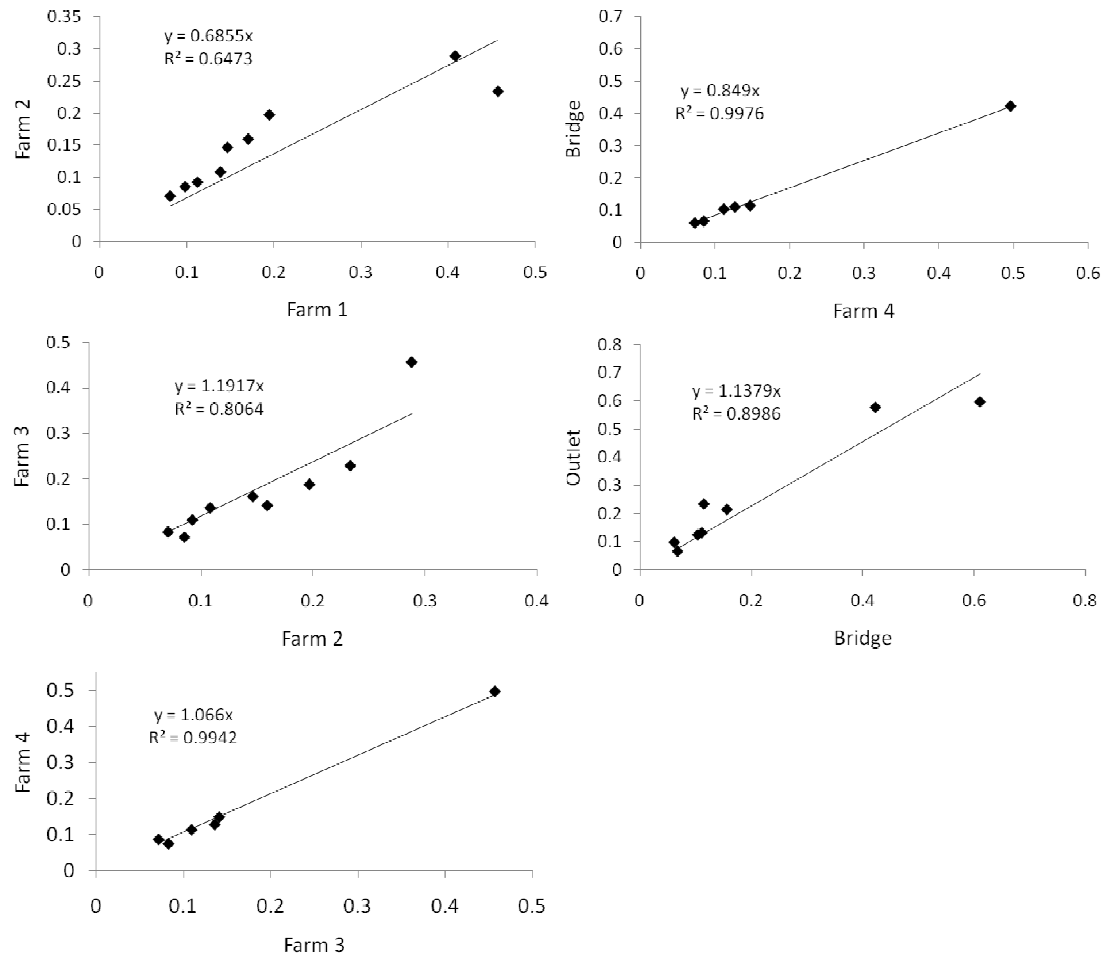 0.35
0.3
0.25
0.2
0.15
0.1
0.05
0
Farm 2
y = 0.6855x
R² = 0.6473
0 0.1 0.2 0.3 0.4 0.5
Farm 1
0.7
0.6
0.5
0.4
0.3
0.2
0.1
0
Bridge
y = 0.849x
R² = 0.9976
0 0.1 0.2 0.3 0.4 0.5 0.6
Farm 4
0.5
0.4
0.3
0.2
0.1
0
Farm 3
y = 1.1917x
R² = 0.8064
0 0.1 0.2 0.3 0.4
Farm 2
0.8
0.7
0.6
0.5
0.4
0.3
0.2
0.1
0
Outlet
y = 1.1379x
R² = 0.8986
0 0.2 0.4 0.6 0.8
Bridge
0.5
0.4
0.3
0.2
0.1
0
Farm 4
y = 1.066x
R² = 0.9942
0 0.1 0.2 0.3 0.4 0.5
Farm 3